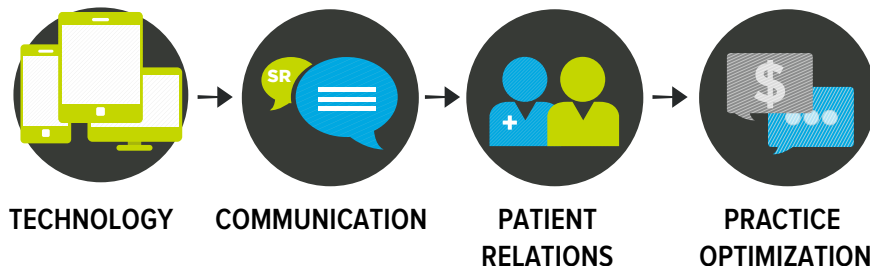 SR
+
$
TECHNOLOGY
COMMUNICATION
PATIENT
RELATIONS
PRACTICE
OPTIMIZATION